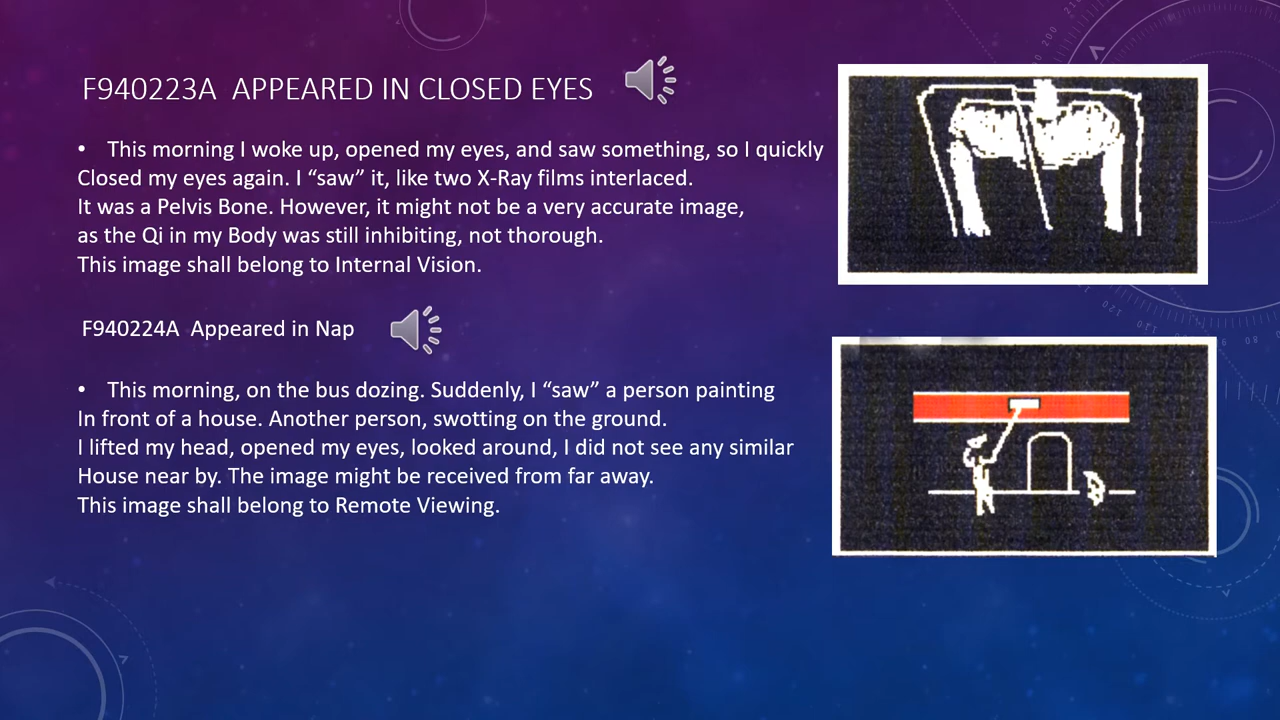 F940223A APPEARED IN CLOSED EYES
• This morning I woke up, opened my eyes, and saw something, so I quickly
Closed my eyes again. I “saw” it, like two X-Ray films interlaced.
It was a Pelvis Bone. However, it might not be a very accurate image,
as the Qi in my Body was still inhibiting, not thorough.
This image shall belong to Internal Vision.
F940224A Appeared in Nap
• This morning, on the bus dozing. Suddenly, I “saw” a person painting
In front of a house. Another person, swotting on the ground.
I lifted my head, opened my eyes, looked around, I did not see any similar
House near by. The image might be received from far away.
This image shall belong to Remote Viewing.